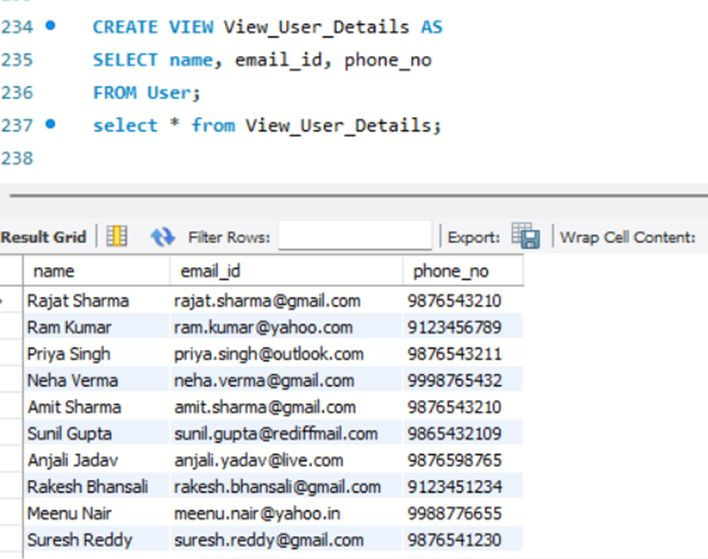 234 CREATE VIEW View_User_Details AS
235 SELECT name, email_id, phone_no
236 FROM User;
237 select * from View_User_Details;
238
Result Grid Filter Rows: Export: Wrap Cell Content:
name email_id phone_no
Rajat Sharma rajat.sharma@gmail.com 9876543210
Ram Kumar ram.kumar@yahoo.com 9123456789
Priya Singh priya.singh@outlook.com 9876543211
Neha Verma neha.verma@gmail.com 9998765432
Amit Sharma amit.sharma@gmail.com 9876543210
Sunil Gupta sunil.gupta@rediffmail.com 9865432109
Anjali Jadav anjali.yadav@live.com 9876598765
Rakesh Bhansali rakesh.bhansali@gmail.com 9123451234
Meenu Nair meenu.nair@yahoo.in 9988776655
Suresh Reddy suresh.reddy@gmail.com 9876541230